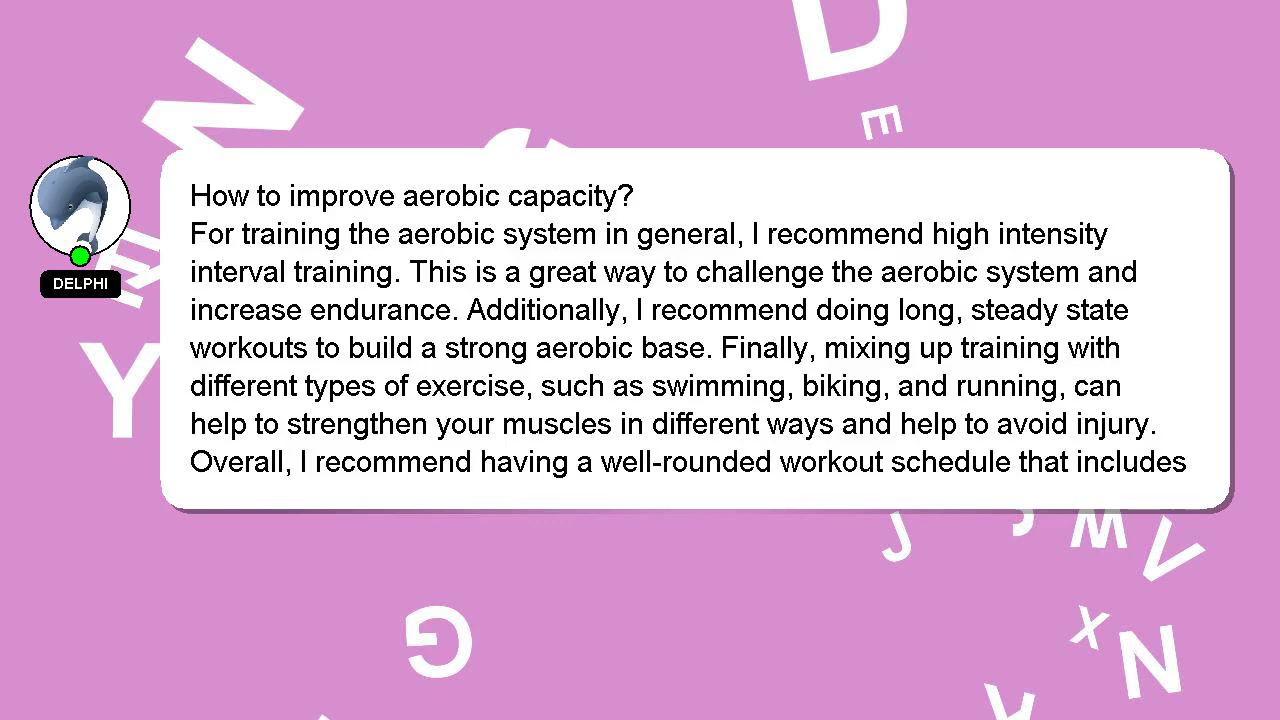 D
N
E
How to improve aerobic capacity?
For training the aerobic system in general, I recommend high intensity
interval training. This is a great way to challenge the aerobic system and
increase endurance. Additionally, I recommend doing long, steady state
workouts to build a strong aerobic base. Finally, mixing up training with
different types of exercise, such as swimming, biking, and running, can
help to strengthen your muscles in different ways and help to avoid injury.
Overall, I recommend having a well-rounded workout schedule that includes
DELPHI
Y
J
W
V
G
X
N